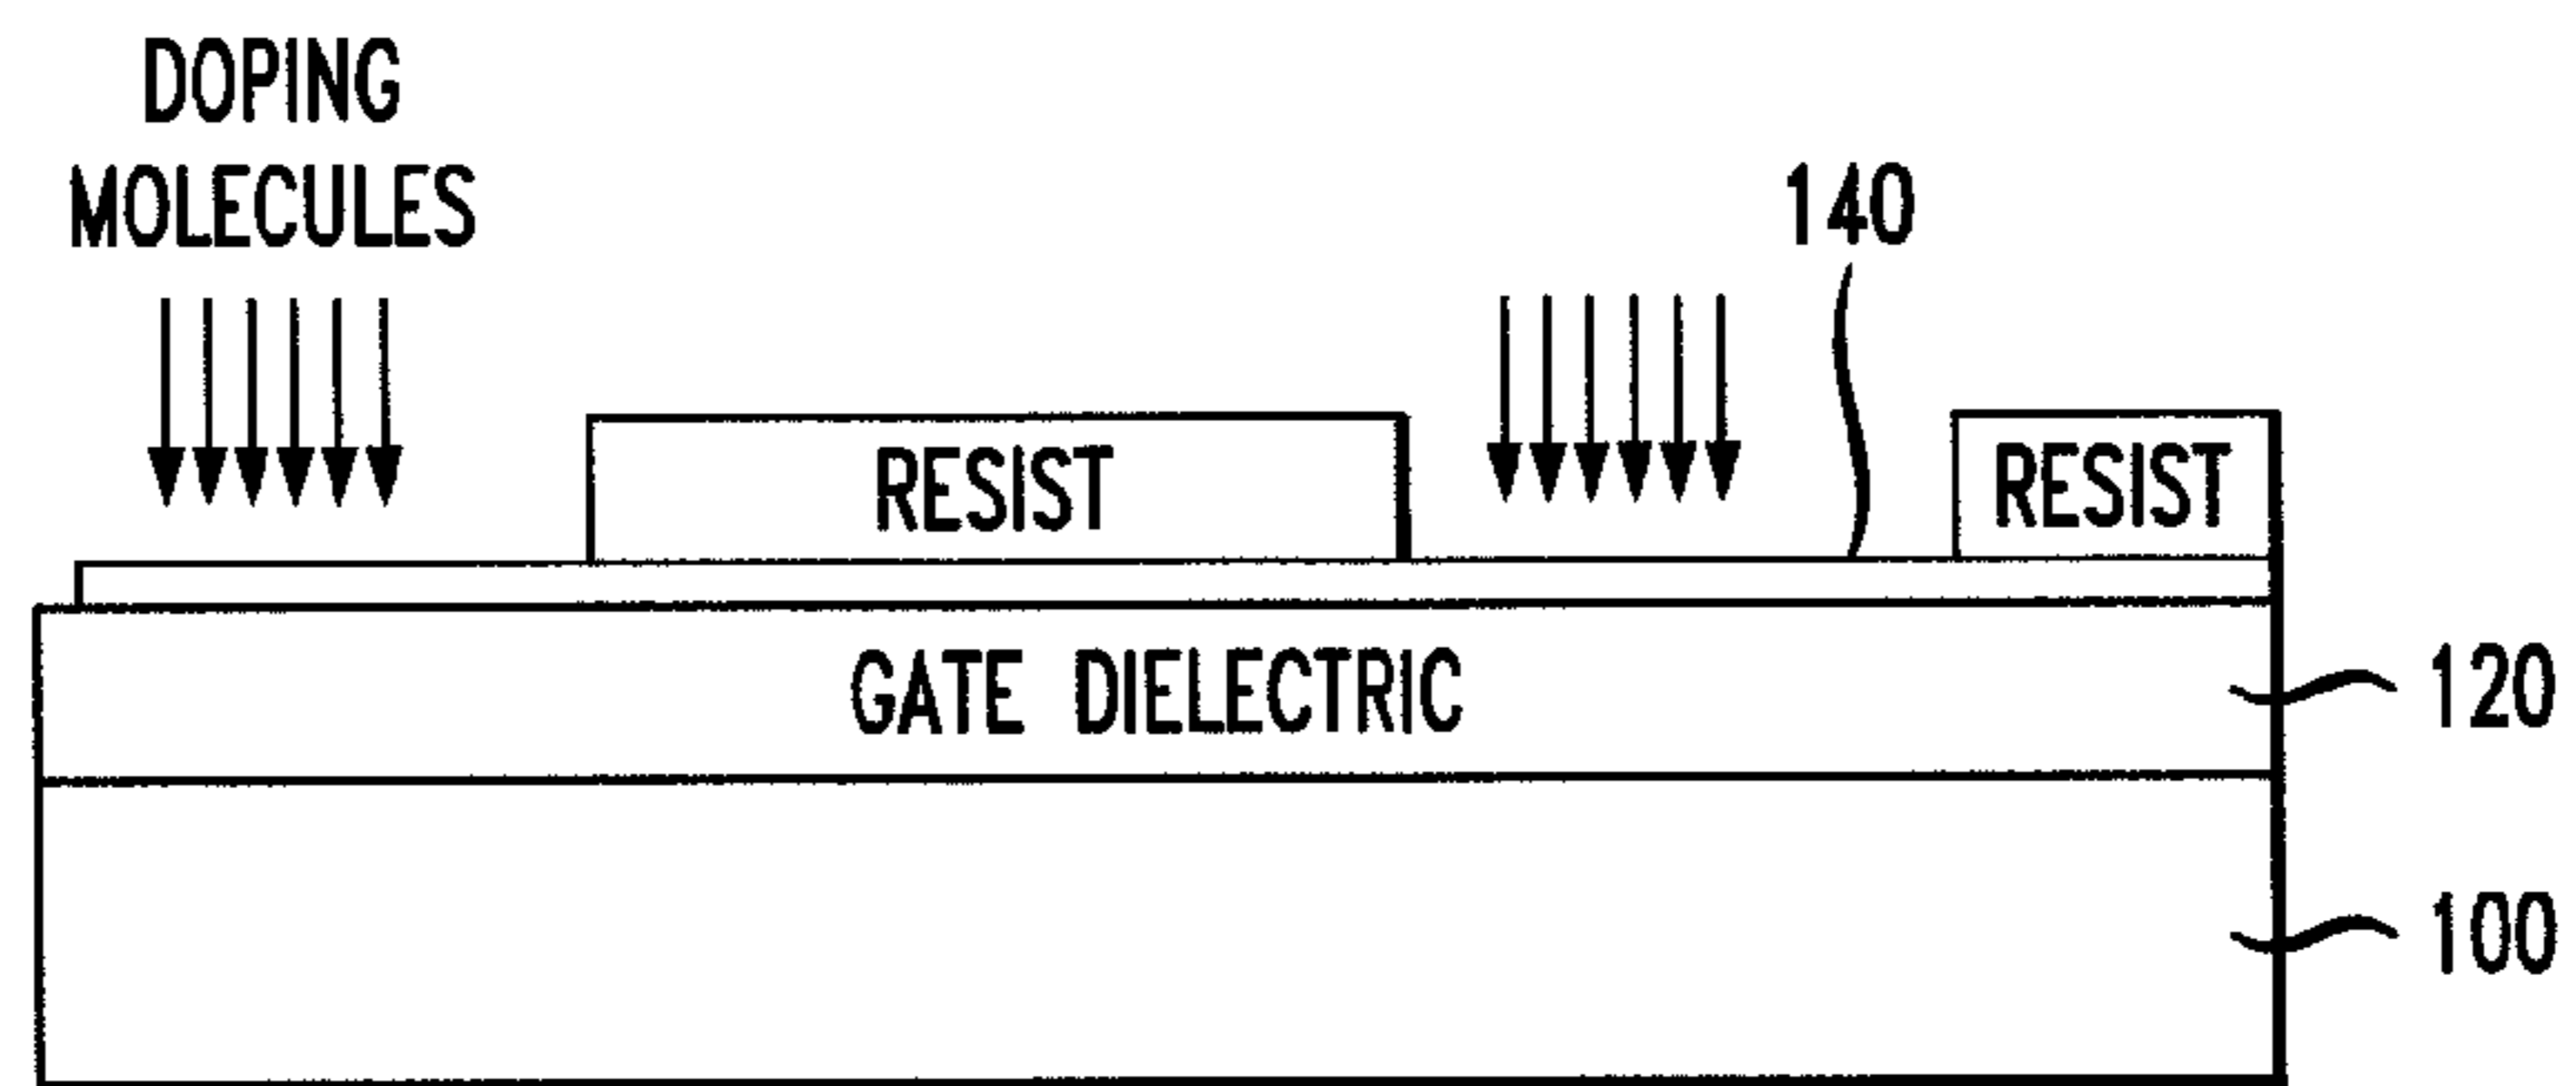 DOPING
MOLECULES
140
RESIST
RESIST
GATE DIELECTRIC
120
100